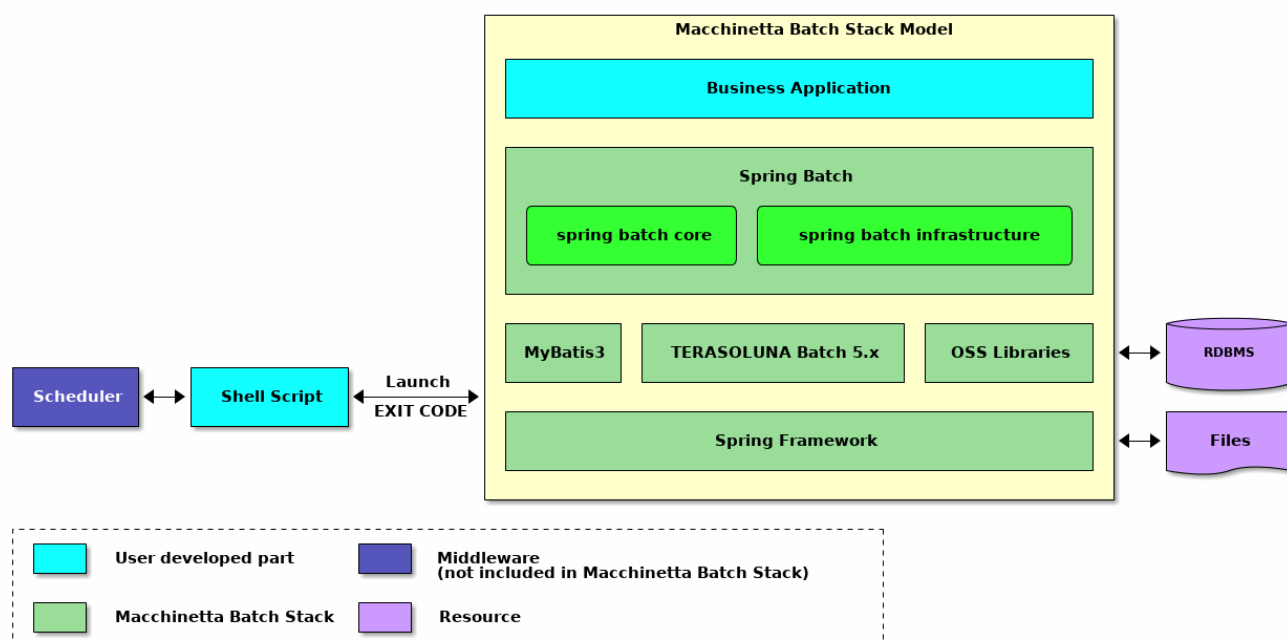 Macchinetta Batch Stack Model
Business Application
Spring Batch
spring batch core
spring batch infrastructure
MyBatis3
TERASOLUNA Batch 5.x
OSS Libraries
RDBMS
Scheduler
Shell Script
Launch
EXIT CODE
Spring Framework
Files
User developed part
Middleware
(not included in Macchinetta Batch Stack)
Macchinetta Batch Stack
Resource